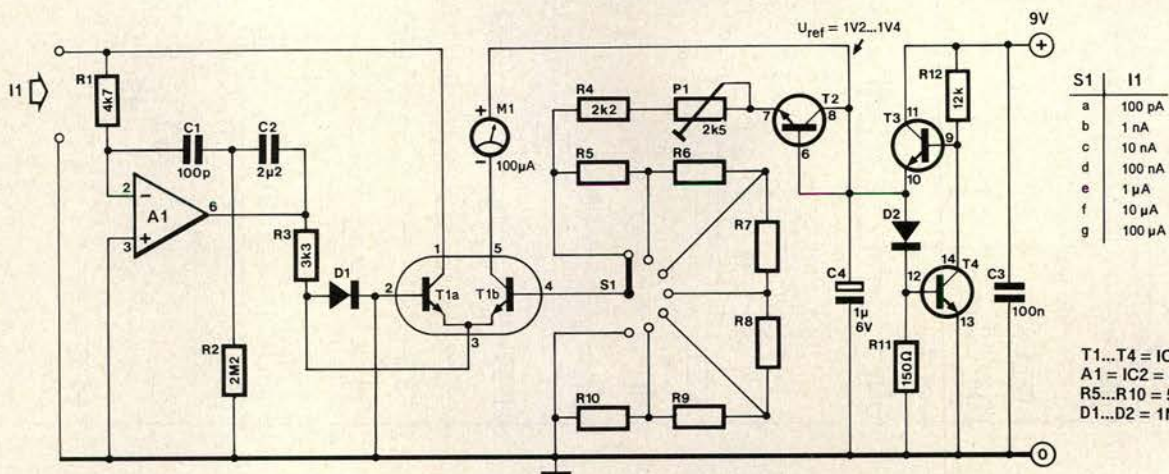 U_ref = 1V2...1V4
9V
+
I1
R1
4k7
C1
100p
C2
2µ2
2
3
A1
6
R3
3k3
D1
R2
2M2
1
5
2
T1a
T1b
4
3
M1
+
−
100µA
R4
2k2
P1
2k5
R5
R6
R7
R8
R9
R10
S1
T2
7
8
6
T3
11
9
10
R12
12k
D2
12
14
T4
13
C4
1µ
6V
R11
150Ω
C3
100n
0
S1 I1
a 100 pA
b 1 nA
c 10 nA
d 100 nA
e 1 µA
f 10 µA
g 100 µA
T1...T4 = IC
A1 = IC2 =
R5...R10 =
D1...D2 =